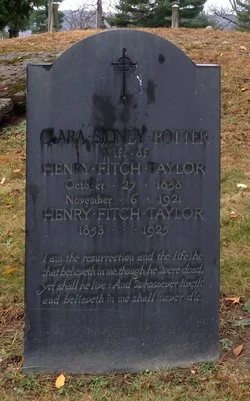 CLARA·SIDNEY·POTTER
Wife of
HENRY·FITCH·TAYLOR
October · 27 · 1858
November · 6 · 1921
HENRY·FITCH·TAYLOR
1853 · · · 1925
I am the resurrection and the life: he
that believeth in me, though he were dead,
yet shall he live: And whosoever liveth
and believeth in me shall never die.